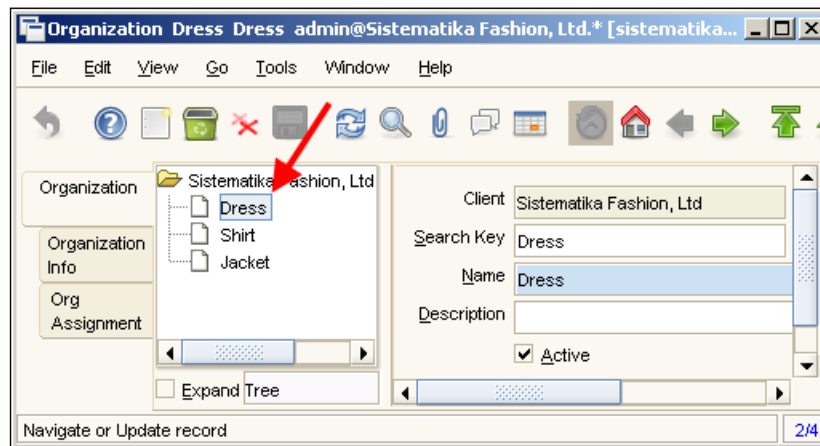 Organization Dress Dress admin@Sistematika Fashion, Ltd.* [sistematika...
File Edit View Go Tools Window Help
Organization
Organization Info
Org Assignment
Sistematika Fashion, Ltd
Dress
Shirt
Jacket
Expand Tree
Client Sistematika Fashion, Ltd
Search Key Dress
Name Dress
Description
Active
Navigate or Update record
2/4